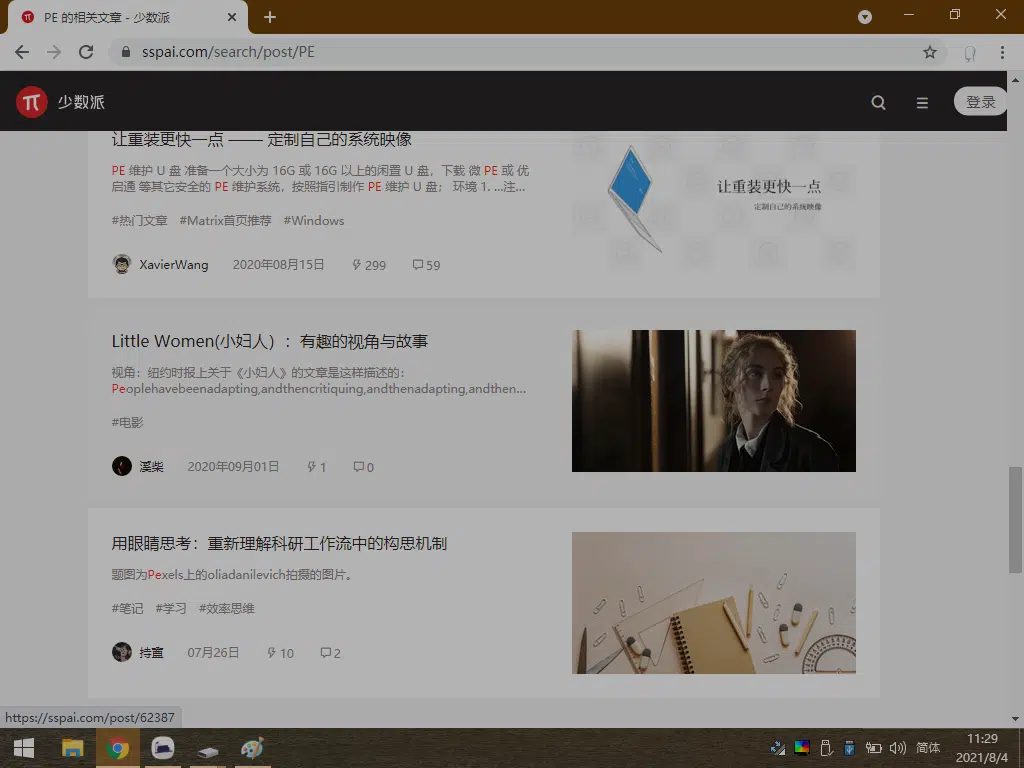 PE 的相关文章 - 少数派
sspai.com/search/post/PE
少数派
登录
让重装更快一点 —— 定制自己的系统映像
PE 维护 U 盘 准备一个大小为 16G 或 16G 以上的闲置 U 盘，下载 微 PE 或 优
启通 等其它安全的 PE 维护系统，按照指引制作 PE 维护 U 盘； 环境 1. ...注...
#热门文章 #Matrix首页推荐 #Windows
XavierWang 2020年08月15日 299 59
让重装更快一点
定制自己的系统映像
Little Women(小妇人) ：有趣的视角与故事
视角：纽约时报上关于《小妇人》的文章是这样描述的：
Peoplehavebeenadapting,andthencritiquing,andthenadapting,andthen...
#电影
溪柴 2020年09月01日 1 0
用眼睛思考：重新理解科研工作流中的构思机制
题图为Pexels上的oliadanilevich拍摄的图片。
#笔记 #学习 #效率思维
持寠 07月26日 10 2
https://sspai.com/post/62387
简体
11:29
2021/8/4